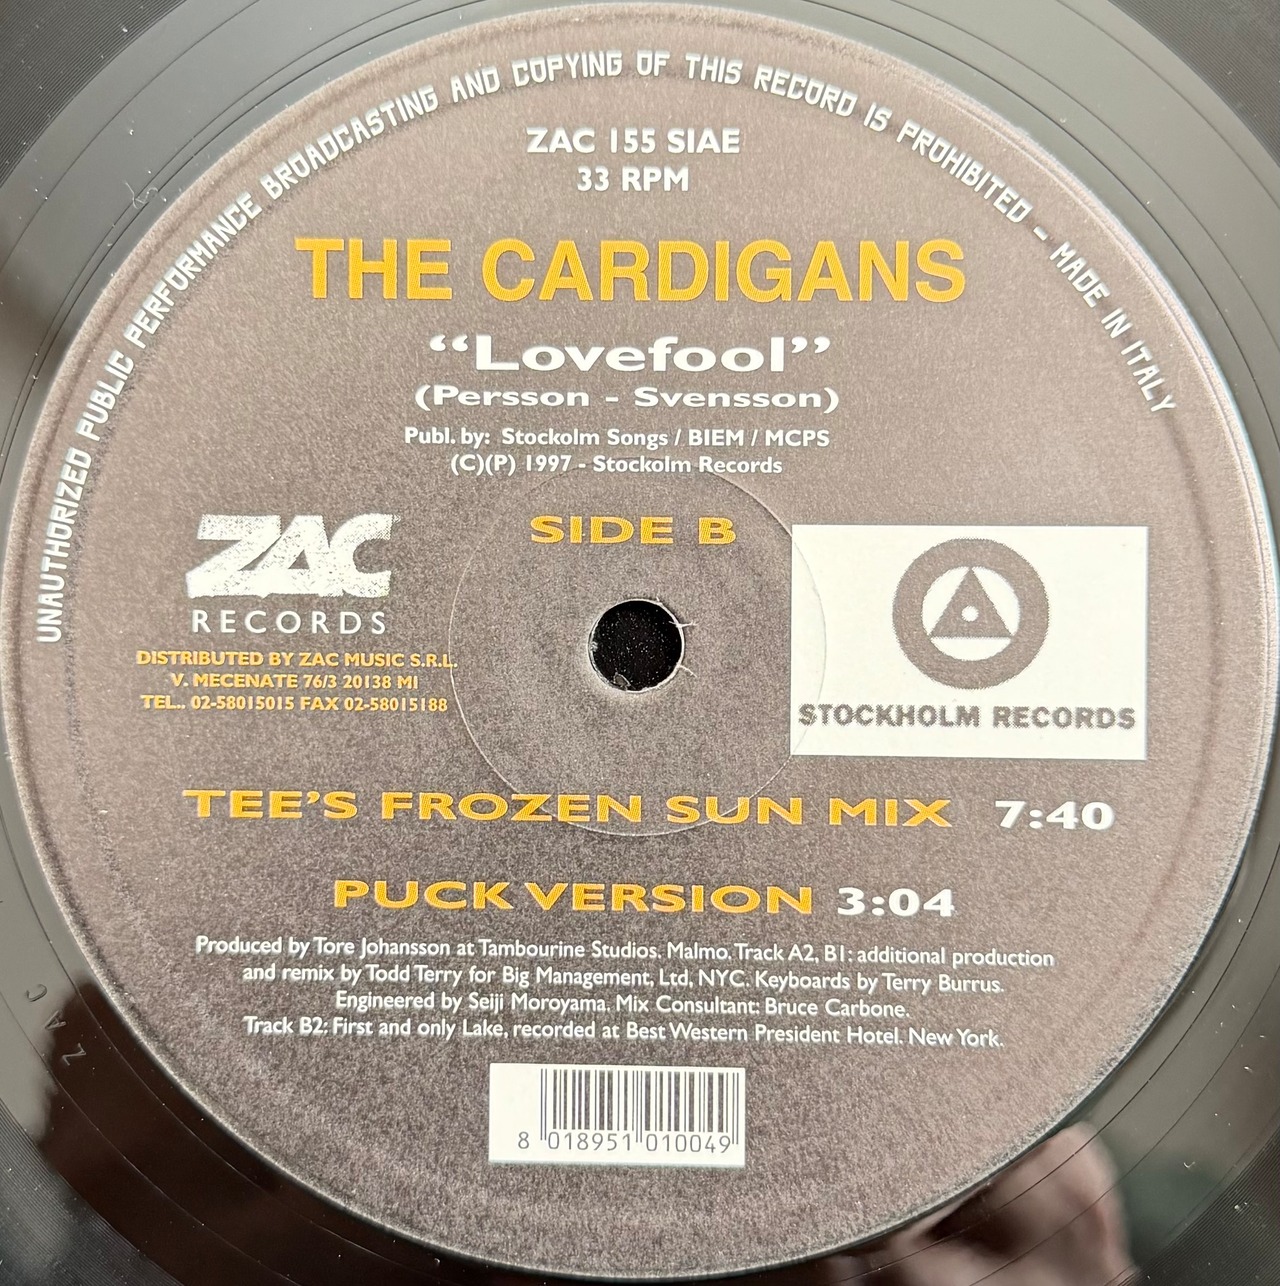 UNAUTHORIZED PUBLIC PERFORMANCE BROADCASTING AND COPYING OF THIS RECORD IS PROHIBITED - MADE IN ITALY
ZAC 155 SIAE
33 RPM
THE CARDIGANS
“Lovefool”
(Persson - Svensson)
Publ. by: Stockolm Songs / BIEM / MCPS
(C)(P) 1997 - Stockolm Records
SIDE B
ZAC
RECORDS
DISTRIBUTED BY ZAC MUSIC S.R.L.
V. MECENATE 76/3 20138 MI
TEL.. 02-58015015 FAX 02-58015188
STOCKHOLM RECORDS
TEE'S FROZEN SUN MIX 7:40
PUCK VERSION 3:04
Produced by Tore Johansson at Tambourine Studios. Malmo. Track A2, B1: additional production
and remix by Todd Terry for Big Management, Ltd, NYC. Keyboards by Terry Burrus.
Engineered by Seiji Moroyama. Mix Consultant: Bruce Carbone.
Track B2: First and only Lake, recorded at Best Western President Hotel. New York.
8 018951 010049
Z A C